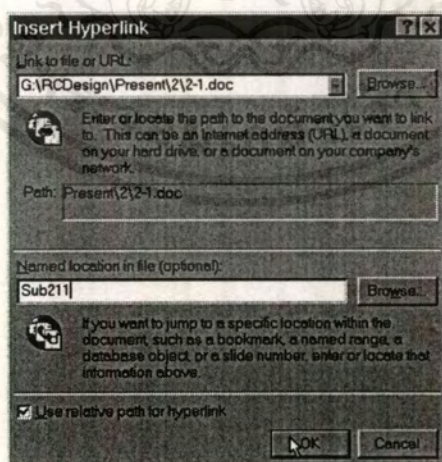 Insert Hyperlink
Link to file or URL:
G:\RCDesign\Present\2\2-1.doc
Browse...
Enter or locate the path to the document you want to link
to. This can be an Internet address (URL), a document
on your hard drive, or a document on your company's
network.
Path: Present\2\2-1.doc
Named location in file (optional):
Sub211
Browse...
If you want to jump to a specific location within the
document, such as a bookmark, a named range, a
database object, or a slide number, enter or locate that
information above.
Use relative path for hyperlink
OK
Cancel